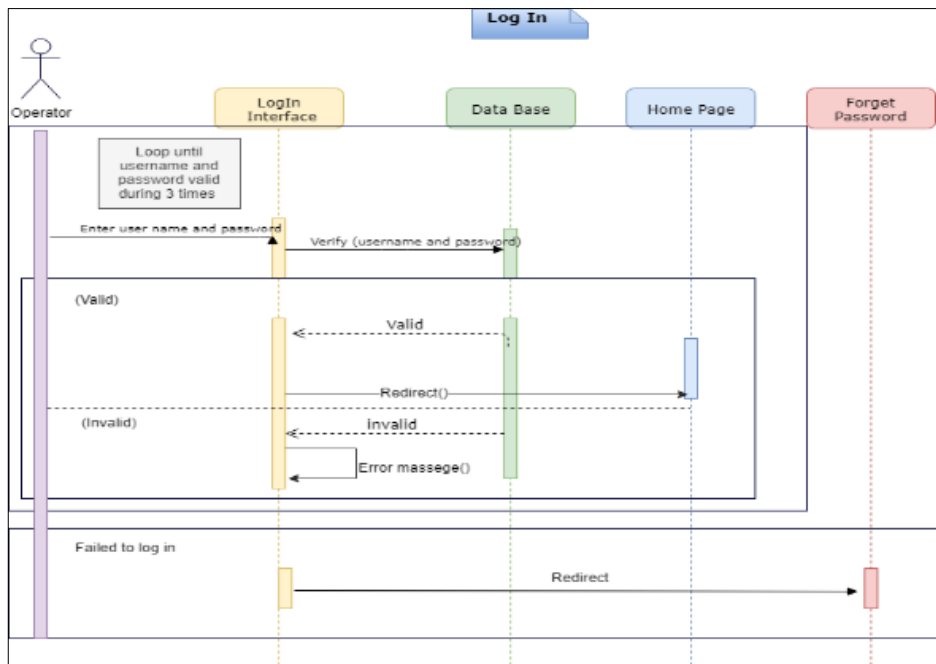 Log In
Operator
LogIn
Interface
Data Base
Home Page
Forget
Password
Loop until
username and
password valid
during 3 times
Enter user name and password
Verify (username and password)
(Valid)
Valid
Redirect()
(Invalid)
Invalid
Error massege()
Failed to log in
Redirect